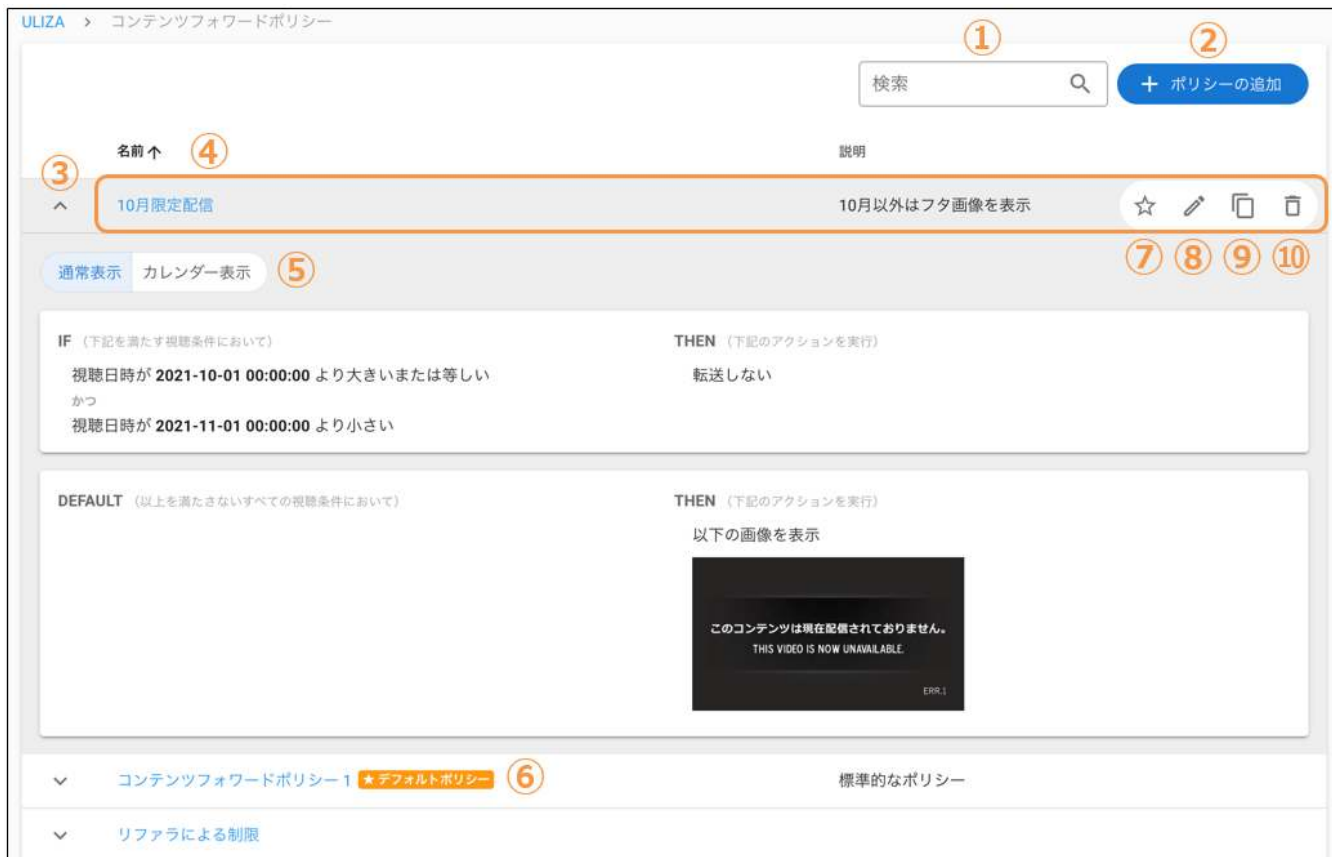 ULIZA > コンテンツフォワードポリシー
① ②
検索 + ポリシーの追加
名前↑ ④ 説明
③
10月限定配信 10月以外はフタ画像を表示
⑦ ⑧ ⑨ ⑩
通常表示 カレンダー表示 ⑤
IF (下記を満たす視聴条件において) THEN (下記のアクションを実行)
視聴日時が 2021-10-01 00:00:00 より大きいまたは等しい 転送しない
かつ
視聴日時が 2021-11-01 00:00:00 より小さい
DEFAULT (以上を満たさないすべての視聴条件において) THEN (下記のアクションを実行)
以下の画像を表示
このコンテンツは現在配信されておりません。
THIS VIDEO IS NOW UNAVAILABLE.
ERR.1
コンテンツフォワードポリシー 1 ★デフォルトポリシー ⑥ 標準的なポリシー
リファラによる制限